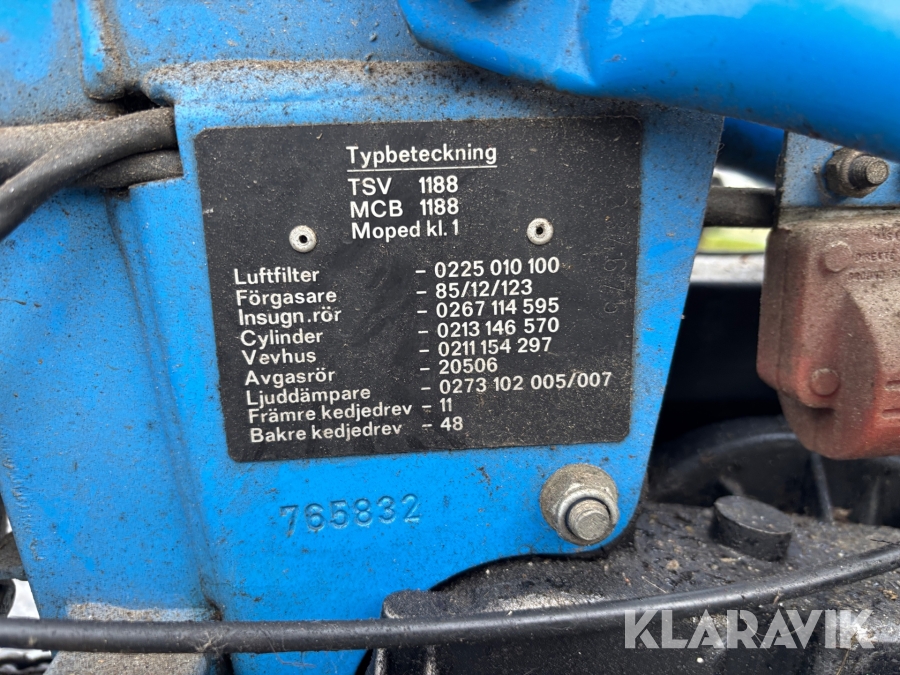 Typbeteckning
TSV 1188
MCB 1188
Moped kl. 1
Luftfilter - 0225 010 100
Förgasare - 85/12/123
Insugn.rör - 0267 114 595
Cylinder - 0213 146 570
Vevhus - 0211 154 297
Avgasrör - 20506
Ljuddämpare - 0273 102 005/007
Främre kedjedrev - 11
Bakre kedjedrev - 48
765832
KLARAVIK